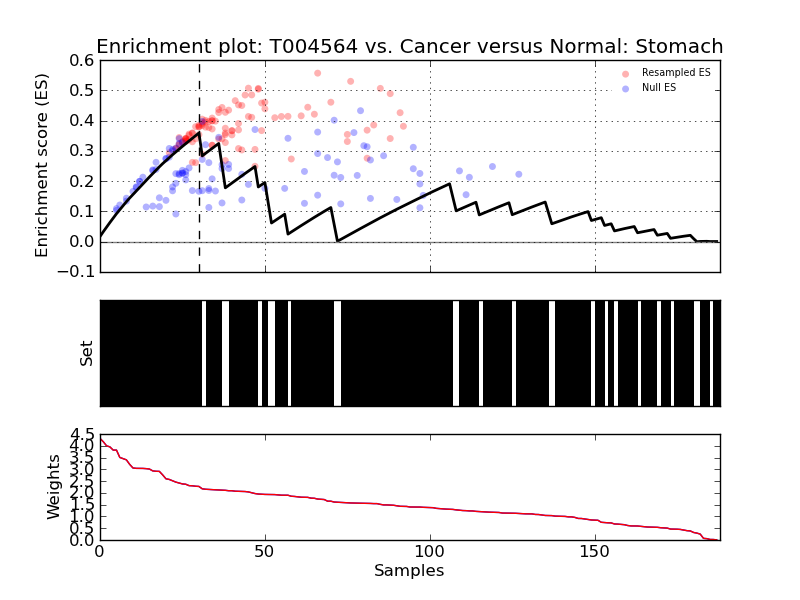 Enrichment plot: T004564 vs. Cancer versus Normal: Stomach
Enrichment score (ES)
0.6
0.5
0.4
0.3
0.2
0.1
0.0
−0.1
Resampled ES
Null ES
Set
Weights
4.5
4.0
3.5
3.0
2.5
2.0
1.5
1.0
0.5
0.0
0 50 100 150
Samples